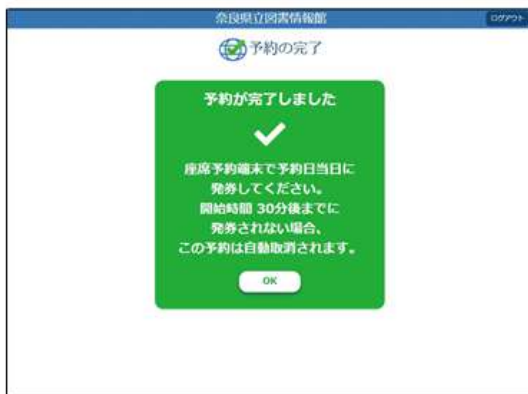 奈良県立図書情報館
ログアウト
予約の完了
予約が完了しました
座席予約端末で予約日当日に
発券してください。
開始時間 30分後までに
発券されない場合、
この予約は自動取消されます。
OK